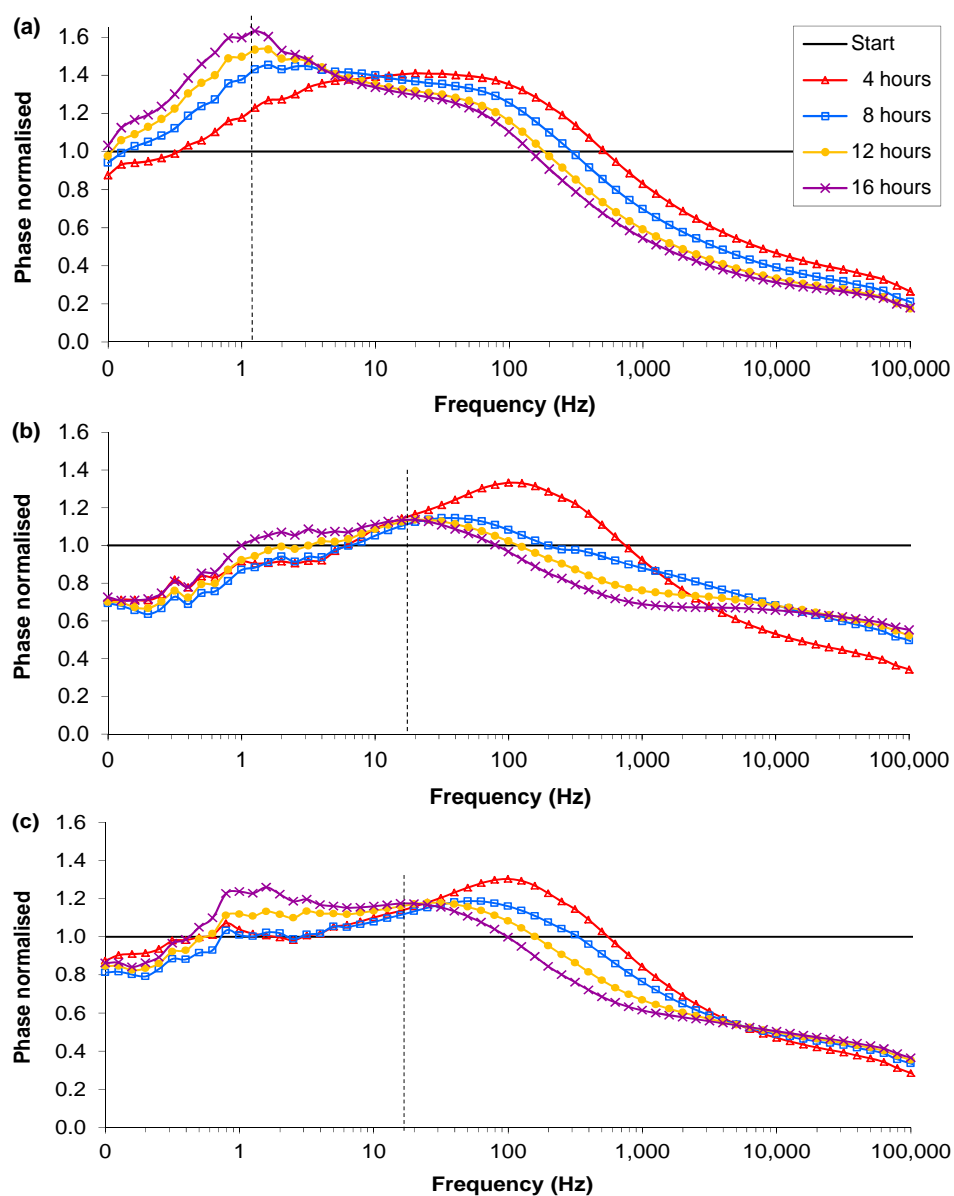 (a)
Phase normalised
1.6
1.4
1.2
1.0
0.8
0.6
0.4
0.2
0.0
0 1 10 100 1,000 10,000 100,000
Frequency (Hz)
Start
4 hours
8 hours
12 hours
16 hours
(b)
Phase normalised
1.6
1.4
1.2
1.0
0.8
0.6
0.4
0.2
0.0
0 1 10 100 1,000 10,000 100,000
Frequency (Hz)
(c)
Phase normalised
1.6
1.4
1.2
1.0
0.8
0.6
0.4
0.2
0.0
0 1 10 100 1,000 10,000 100,000
Frequency (Hz)